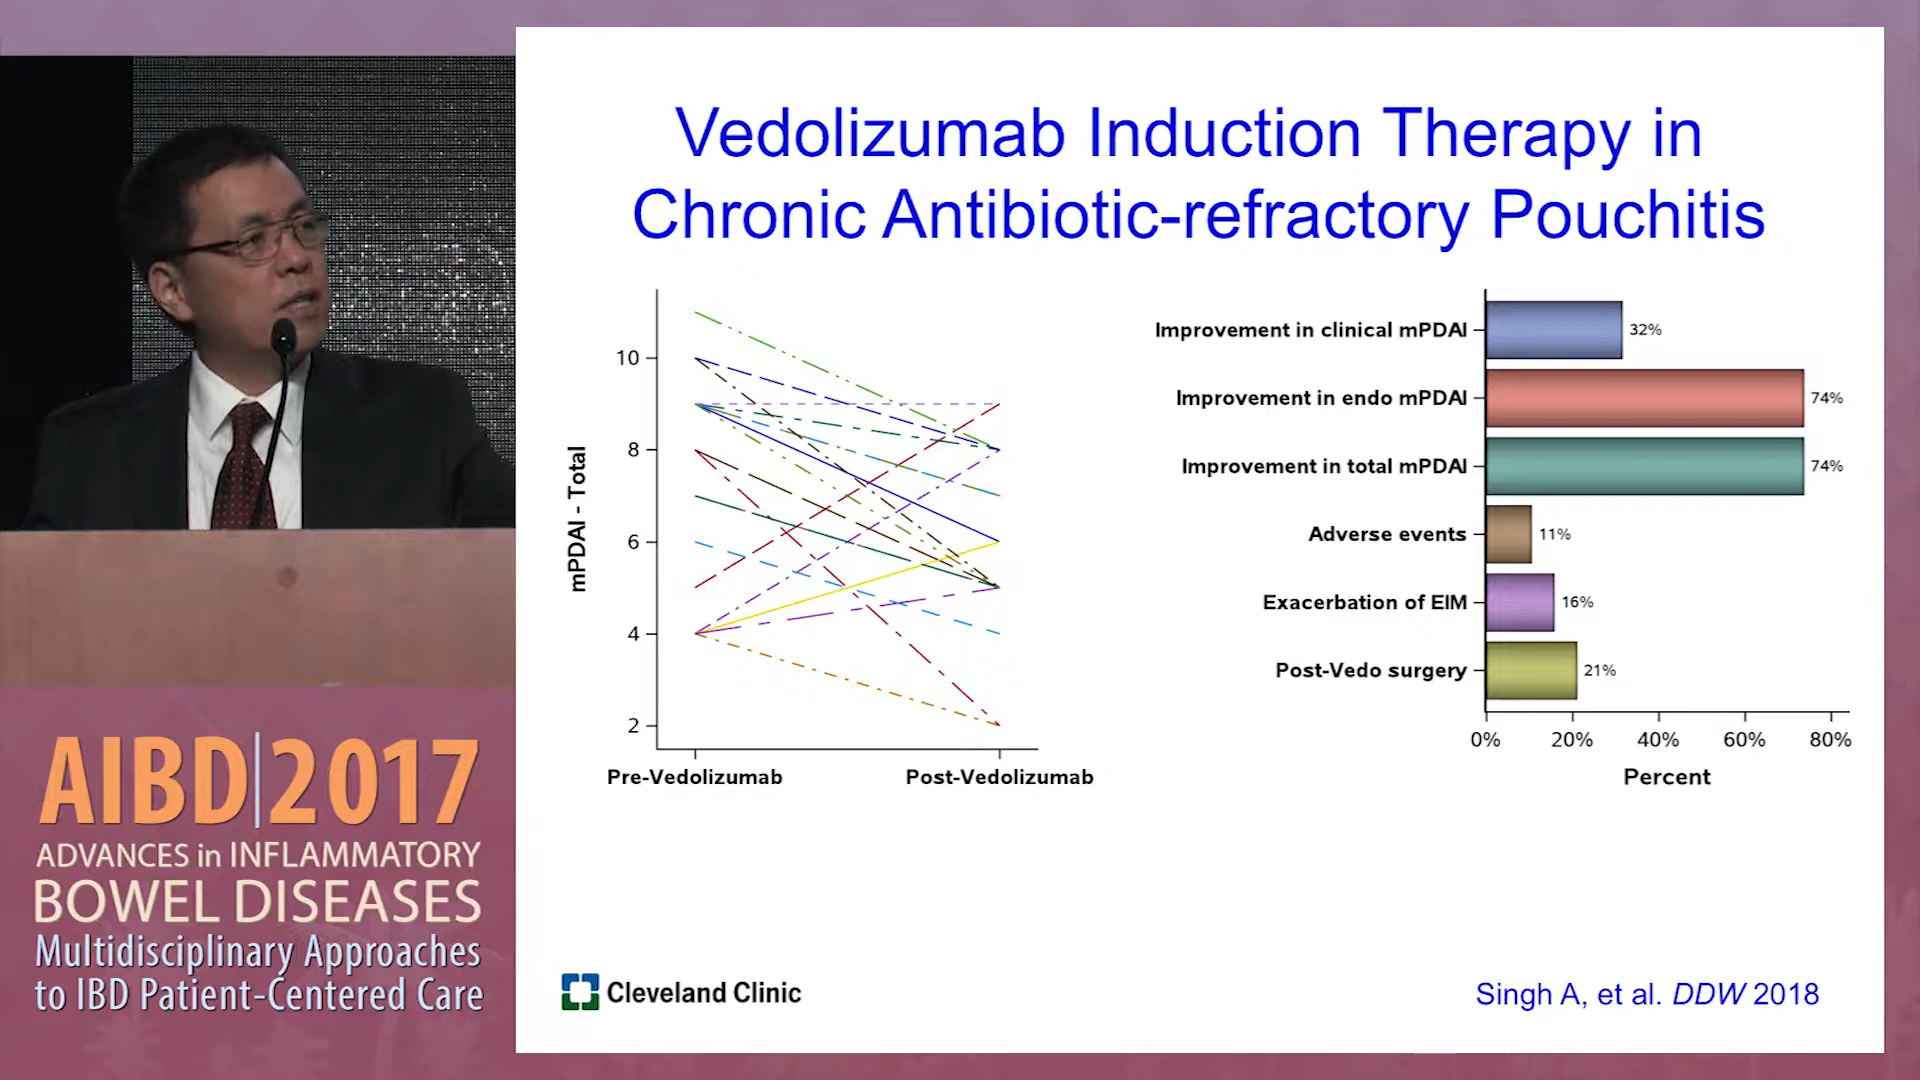 Vedolizumab Induction Therapy in
Chronic Antibiotic-refractory Pouchitis
mPDAI - Total
10
8
6
4
2
Pre-Vedolizumab
Post-Vedolizumab
Improvement in clinical mPDAI
32%
Improvement in endo mPDAI
74%
Improvement in total mPDAI
74%
Adverse events
11%
Exacerbation of EIM
16%
Post-Vedo surgery
21%
0% 20% 40% 60% 80%
Percent
Cleveland Clinic
Singh A, et al. DDW 2018
AIBD|2017
ADVANCES in INFLAMMATORY
BOWEL DISEASES
Multidisciplinary Approaches
to IBD Patient-Centered Care